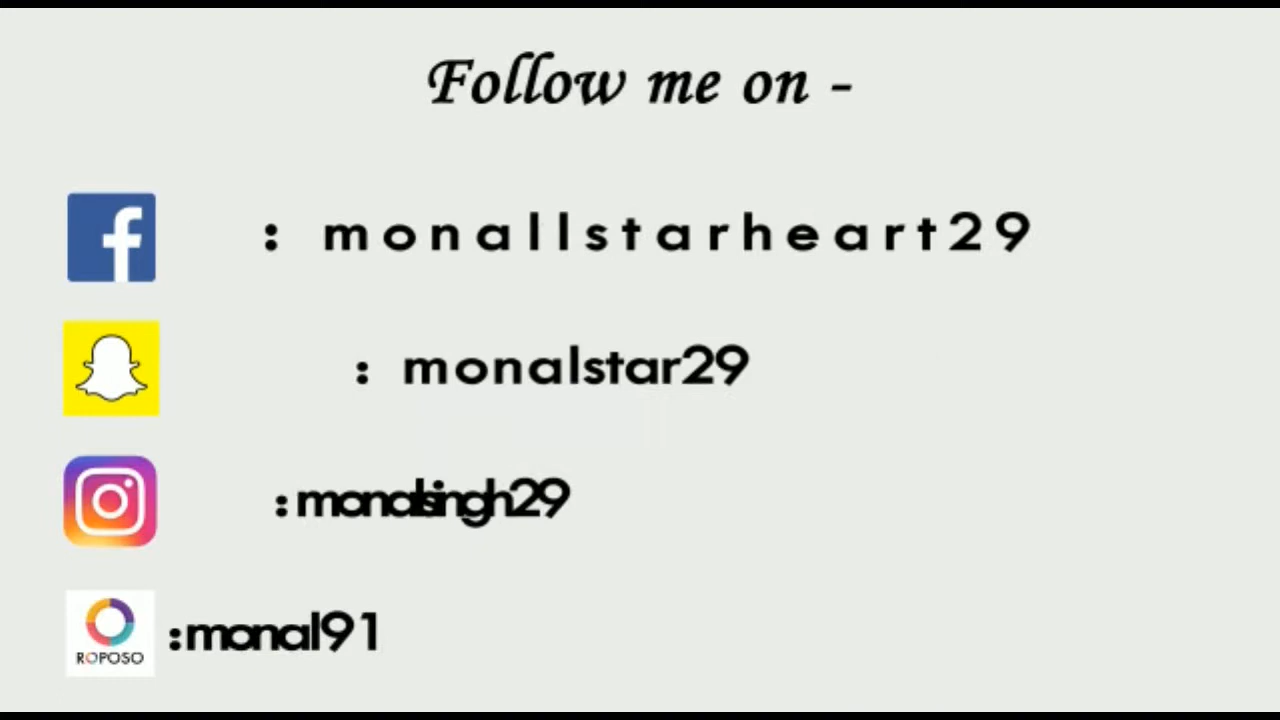 Follow me on -
: monallstarheart29
: monalstar29
: monalsingh29
ROPOSO
: monal91